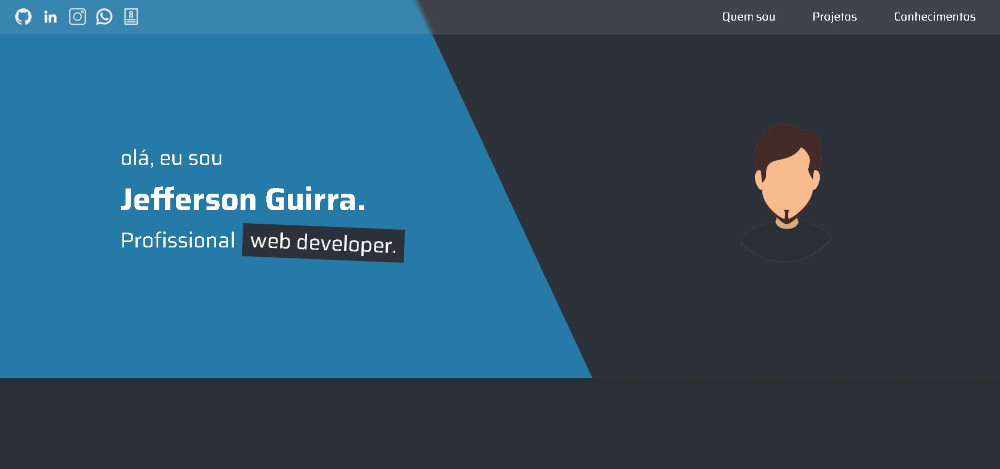 Quem sou Projetos Conhecimentos
olá, eu sou
Jefferson Guirra.
Profissional web developer.